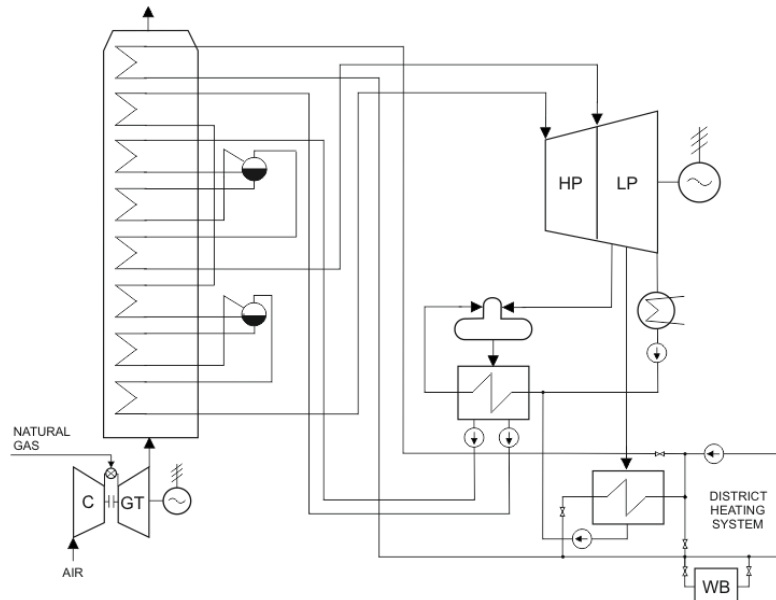 HP
LP
NATURAL
GAS
C
GT
AIR
DISTRICT
HEATING
SYSTEM
WB